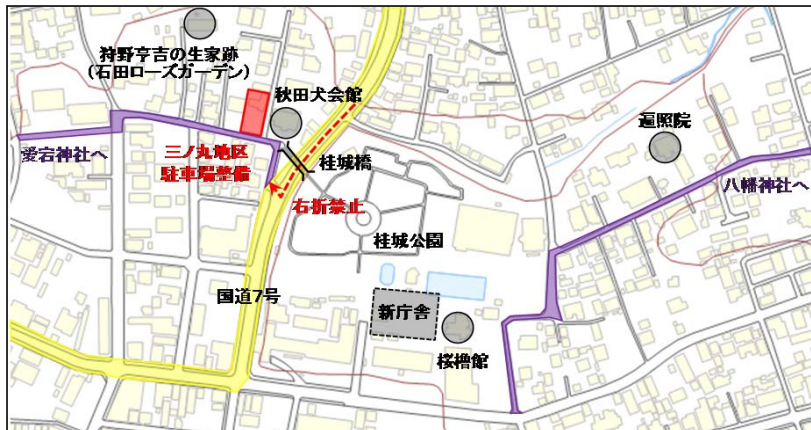 狩野亨吉の生家跡
(石田ローズガーデン)
秋田犬会館
遍照院
愛宕神社へ
三ノ丸地区
駐車場整備
桂城橋
八幡神社へ
右折禁止
桂城公園
国道7号
新庁舎
桜櫓館